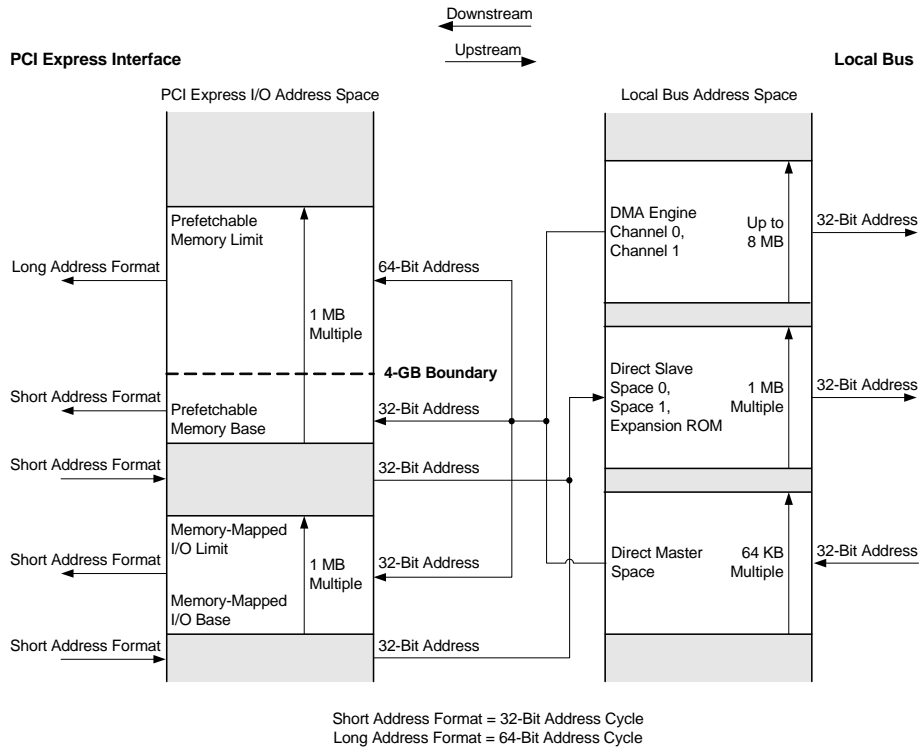 Downstream
Upstream
PCI Express Interface
Local Bus
PCI Express I/O Address Space
Local Bus Address Space
Prefetchable
Memory Limit
Long Address Format
64-Bit Address
1 MB
Multiple
4-GB Boundary
Short Address Format
Prefetchable
Memory Base
32-Bit Address
Short Address Format
32-Bit Address
Memory-Mapped
I/O Limit
Short Address Format
1 MB
Multiple
32-Bit Address
Memory-Mapped
I/O Base
Short Address Format
32-Bit Address
DMA Engine
Channel 0,
Channel 1
Up to
8 MB
32-Bit Address
Direct Slave
Space 0,
Space 1,
Expansion ROM
1 MB
Multiple
32-Bit Address
Direct Master
Space
64 KB
Multiple
32-Bit Address
Short Address Format = 32-Bit Address Cycle
Long Address Format = 64-Bit Address Cycle